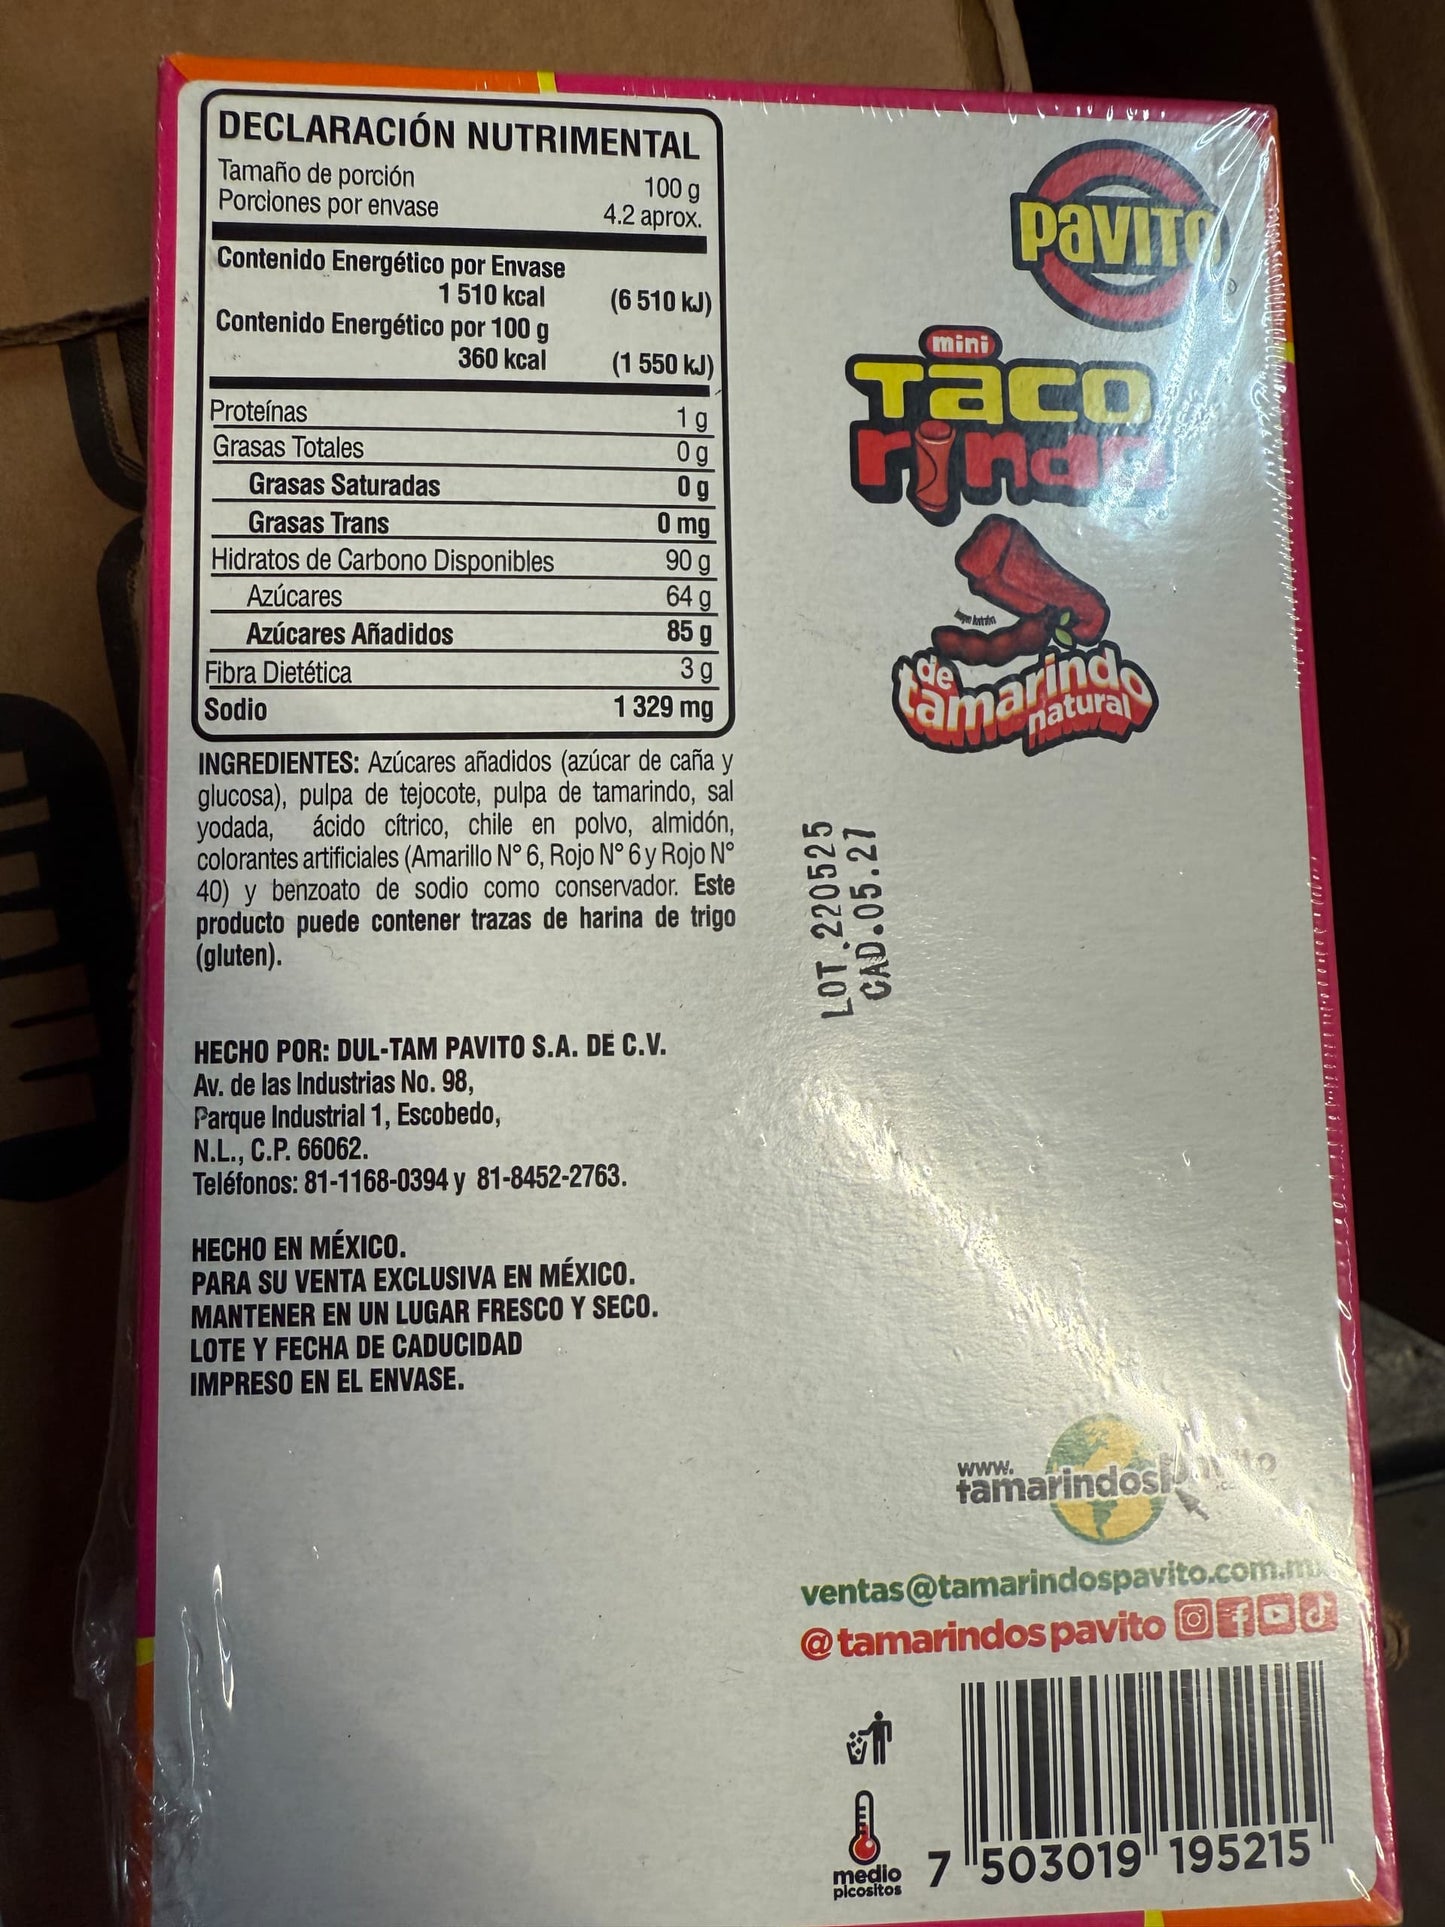 DECLARACIÓN NUTRIMENTAL
Tamaño de porción 100 g
Porciones por envase 4.2 aprox.
Contenido Energético por Envase
1 510 kcal (6 510 kJ)
Contenido Energético por 100 g
360 kcal (1 550 kJ)
Proteínas 1 g
Grasas Totales 0 g
Grasas Saturadas 0 g
Grasas Trans 0 mg
Hidratos de Carbono Disponibles 90 g
Azúcares 64 g
Azúcares Añadidos 85 g
Fibra Dietética 3 g
Sodio 1 329 mg
INGREDIENTES: Azúcares añadidos (azúcar de caña y
glucosa), pulpa de tejocote, pulpa de tamarindo, sal
yodada, ácido cítrico, chile en polvo, almidón,
colorantes artificiales (Amarillo N° 6, Rojo N° 6 y Rojo N°
40) y benzoato de sodio como conservador. Este
producto puede contener trazas de harina de trigo
(gluten).
HECHO POR: DUL-TAM PAVITO S.A. DE C.V.
Av. de las Industrias No. 98,
Parque Industrial 1, Escobedo,
N.L., C.P. 66062.
Teléfonos: 81-1168-0394 y 81-8452-2763.
HECHO EN MÉXICO.
PARA SU VENTA EXCLUSIVA EN MÉXICO.
MANTENER EN UN LUGAR FRESCO Y SECO.
LOTE Y FECHA DE CADUCIDAD
IMPRESO EN EL ENVASE.
PaVITO
mini
Taco
rindo
de
tamarindo
natural
LOT.220525
CAD.05.27
www.
ventas@tamarindospavito.com.mx
@tamarindospavito
medio
picositos
7 503019 195215